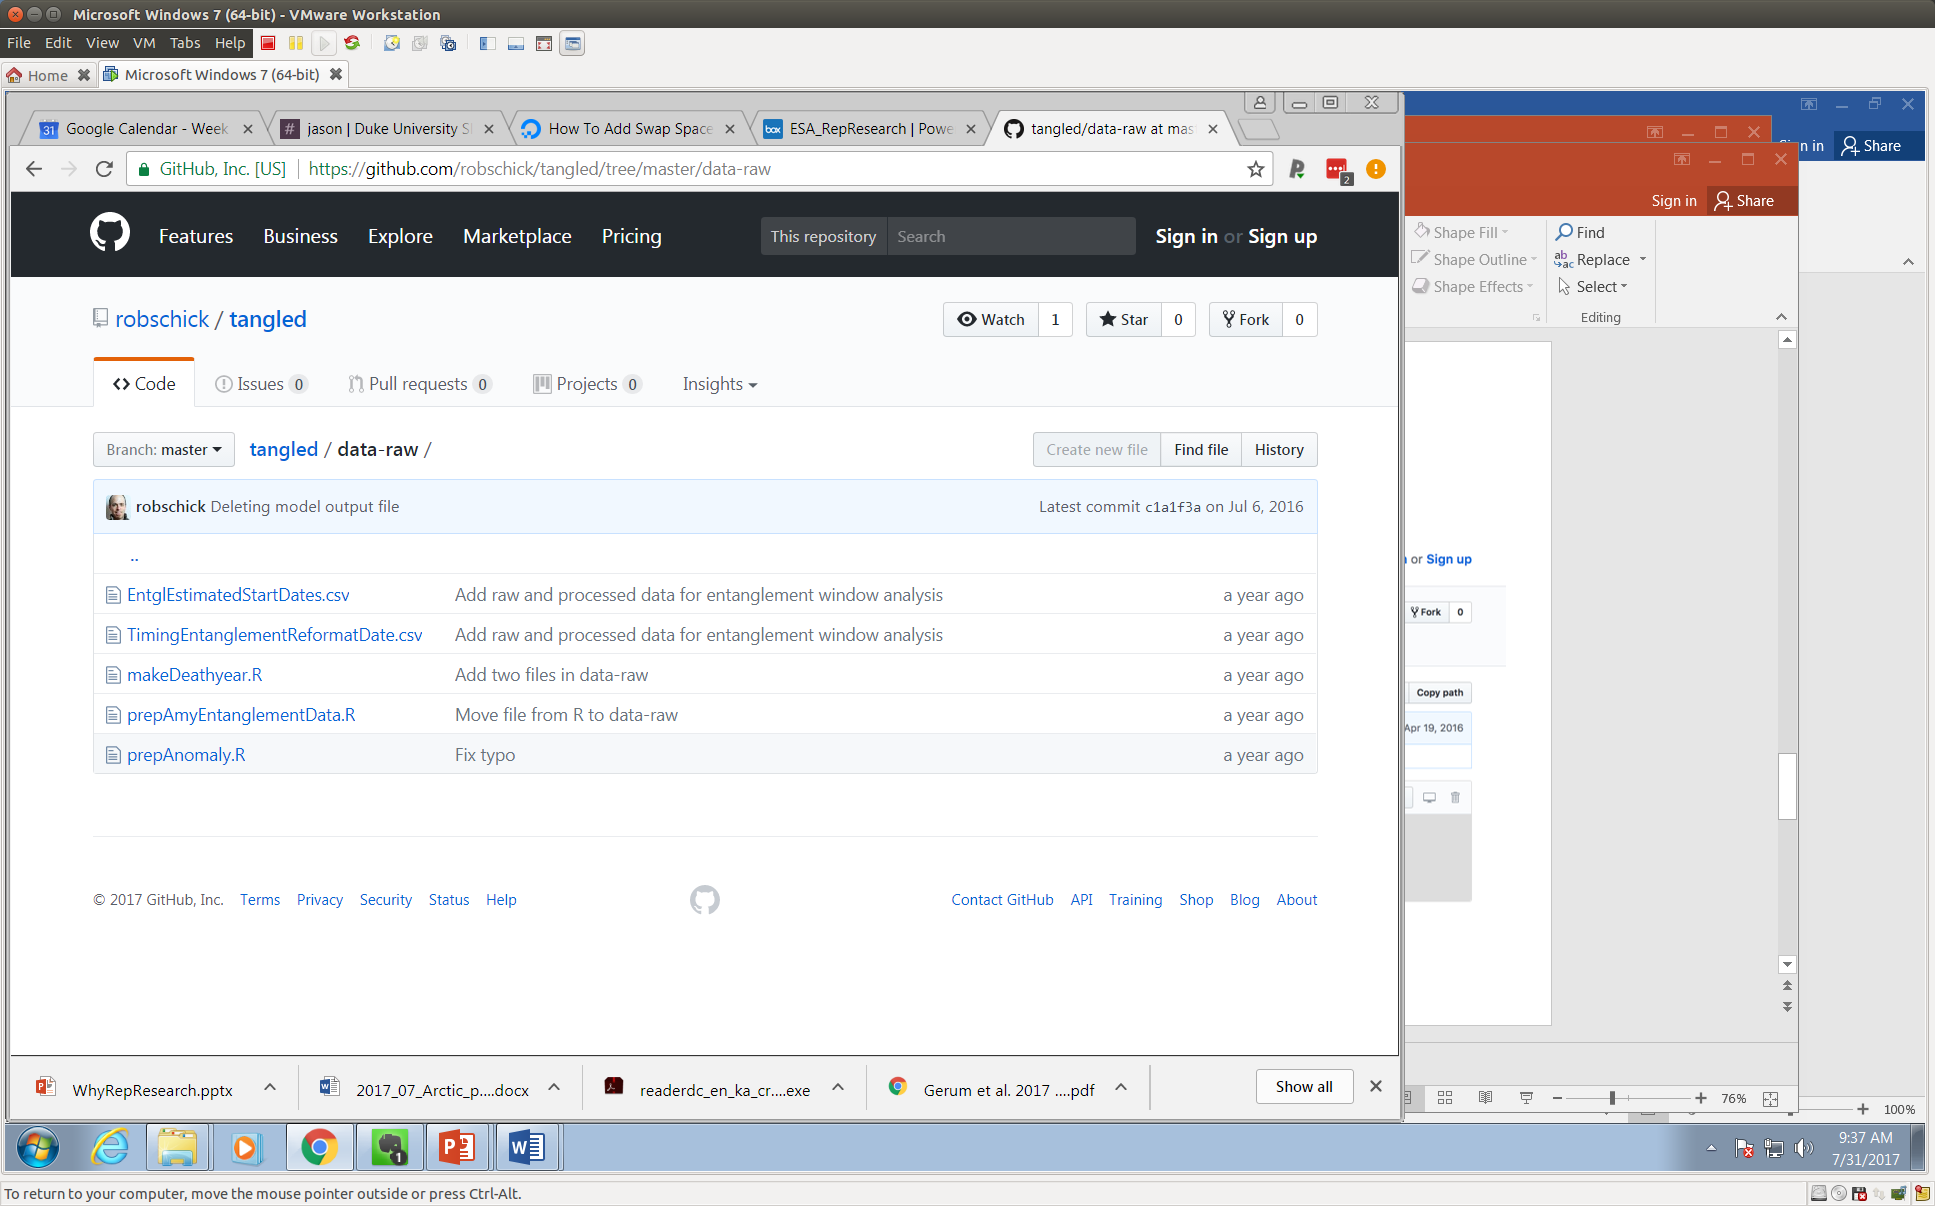 Microsoft Windows 7 (64-bit) - VMware Workstation
File Edit View VM Tabs Help
Home Microsoft Windows 7 (64-bit)
31 Google Calendar - Week # jason | Duke University How To Add Swap Space box ESA_RepResearch | Powe tangled/data-raw at mas
GitHub, Inc. [US] https://github.com/robschick/tangled/tree/master/data-raw 2
Features Business Explore Marketplace Pricing This repository Search Sign in or Sign up
robschick / tangled Watch 1 Star 0 Fork 0
Code Issues 0 Pull requests 0 Projects 0 Insights
Branch: master tangled / data-raw / Create new file Find file History
robschick Deleting model output file Latest commit c1a1f3a on Jul 6, 2016
..
EntglEstimatedStartDates.csv Add raw and processed data for entanglement window analysis a year ago
TimingEntanglementReformatDate.csv Add raw and processed data for entanglement window analysis a year ago
makeDeathyear.R Add two files in data-raw a year ago
prepAmyEntanglementData.R Move file from R to data-raw a year ago
prepAnomaly.R Fix typo a year ago
© 2017 GitHub, Inc. Terms Privacy Security Status Help Contact GitHub API Training Shop Blog About
WhyRepResearch.pptx 2017_07_Arctic_p....docx readerdc_en_ka_cr....exe Gerum et al. 2017 ....pdf Show all
in Share
Sign in Share
Shape Fill Find
Shape Outline Replace
Shape Effects Select
Editing
or Sign up
Fork 0
Copy path
Apr 19, 2016
76%
100%
1
9:37 AM
7/31/2017
To return to your computer, move the mouse pointer outside or press Ctrl-Alt.